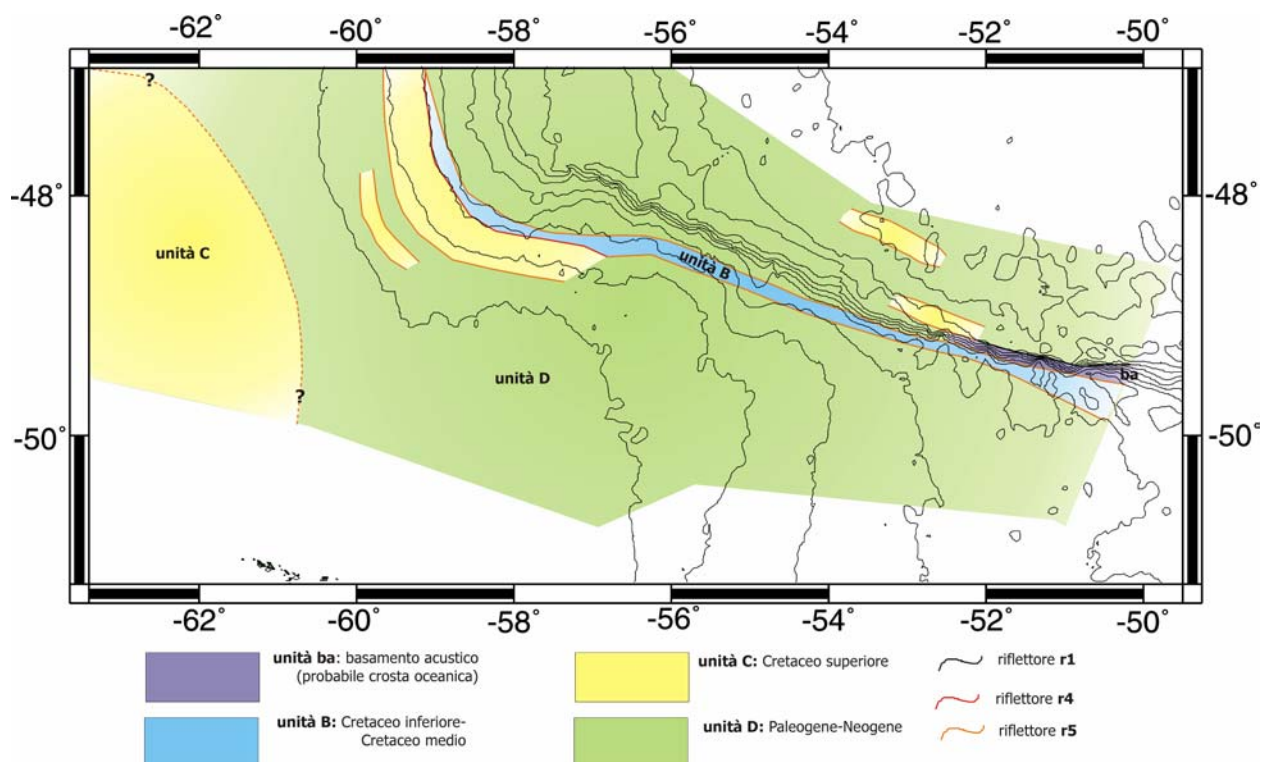 -62° -60° -58° -56° -54° -52° -50°
? 
-48° -48°
unità C
unità B
unità D
ba
?
-50° -50°
-62° -60° -58° -56° -54° -52° -50°
unità ba: basamento acustico
(probabile crosta oceanica)
unità B: Cretaceo inferiore-
Cretaceo medio
unità C: Cretaceo superiore
unità D: Paleogene-Neogene
riflettore r1
riflettore r4
riflettore r5